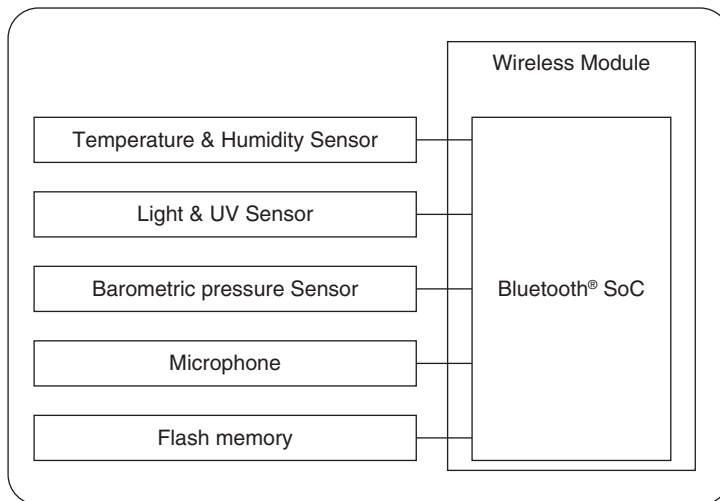 Wireless Module
Temperature & Humidity Sensor
Light & UV Sensor
Barometric pressure Sensor
Bluetooth® SoC
Microphone
Flash memory